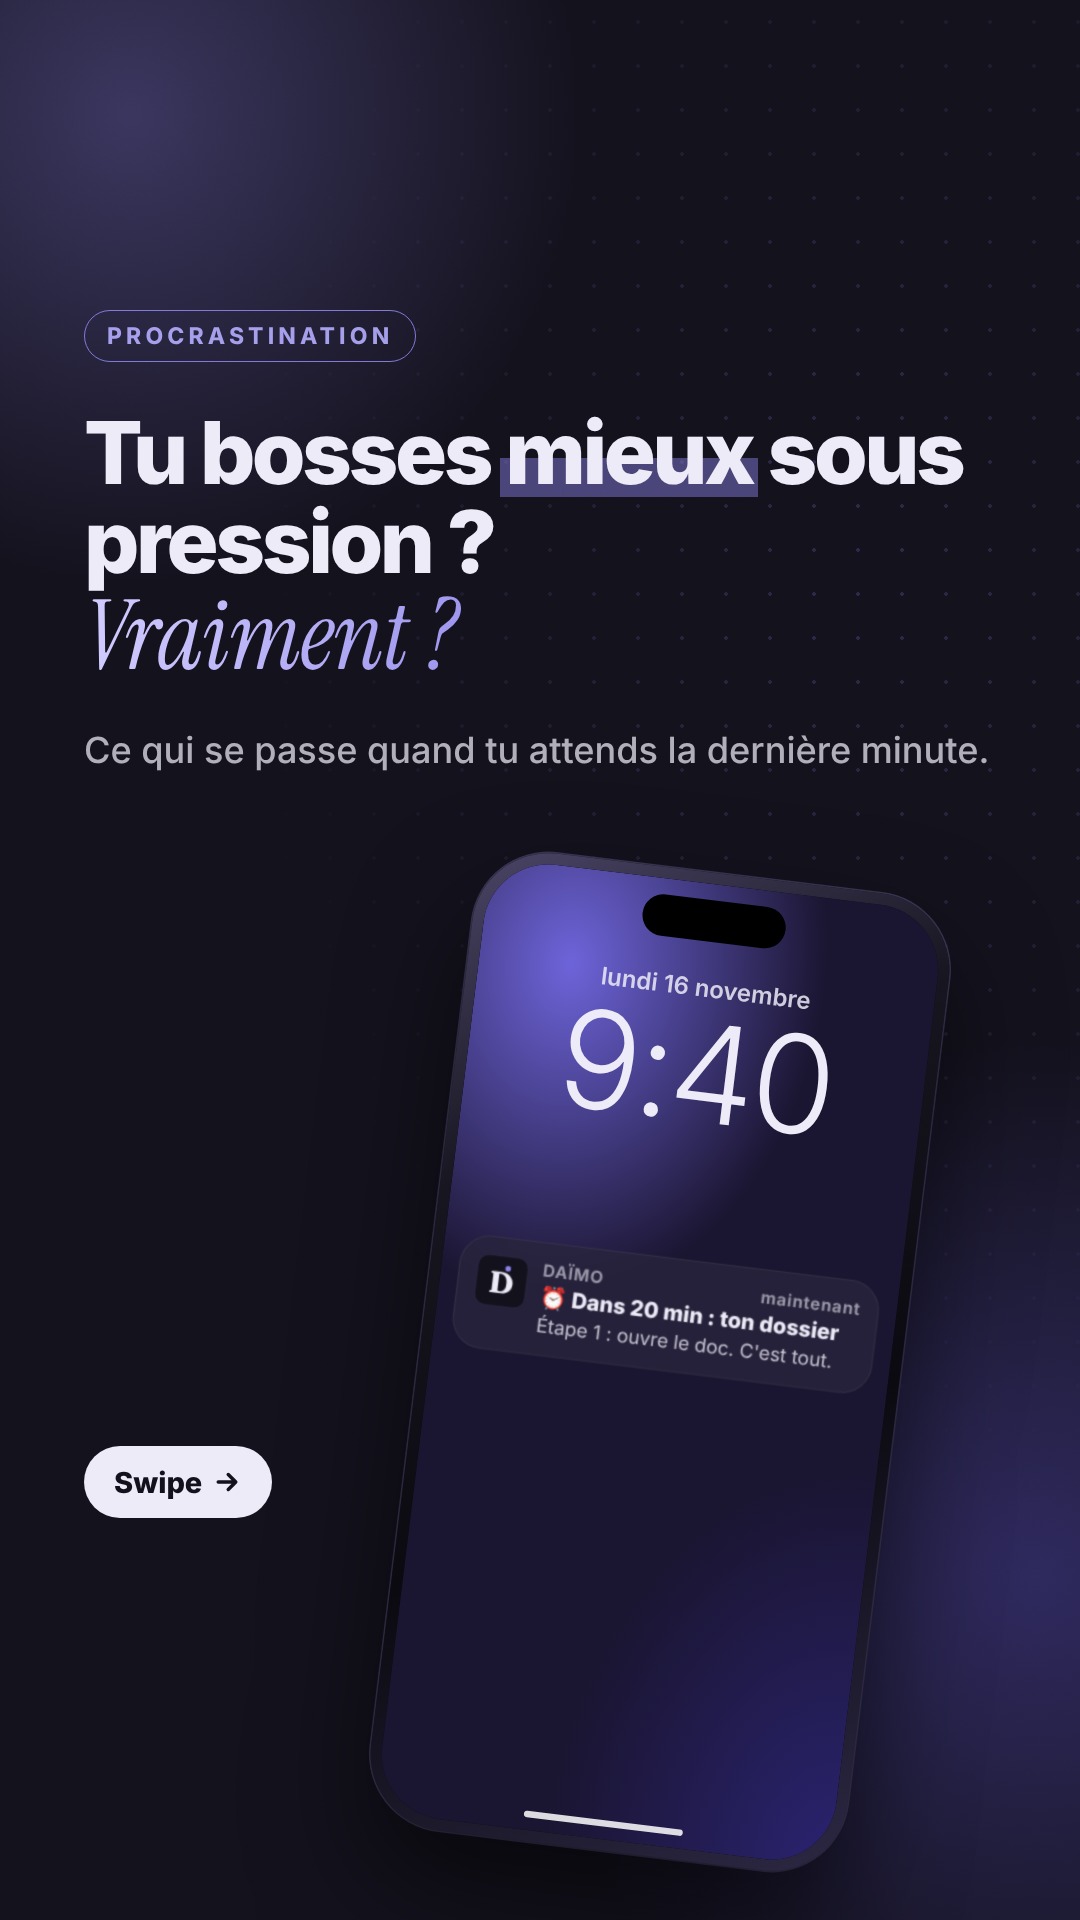 PROCRASTINATION
Tu bosses mieux sous
pression ?
Vraiment ?
Ce qui se passe quand tu attends la dernière minute.
lundi 16 novembre
9:40
D
DAÏMO
maintenant
⏰ Dans 20 min : ton dossier
Étape 1 : ouvre le doc. C'est tout.
Swipe →